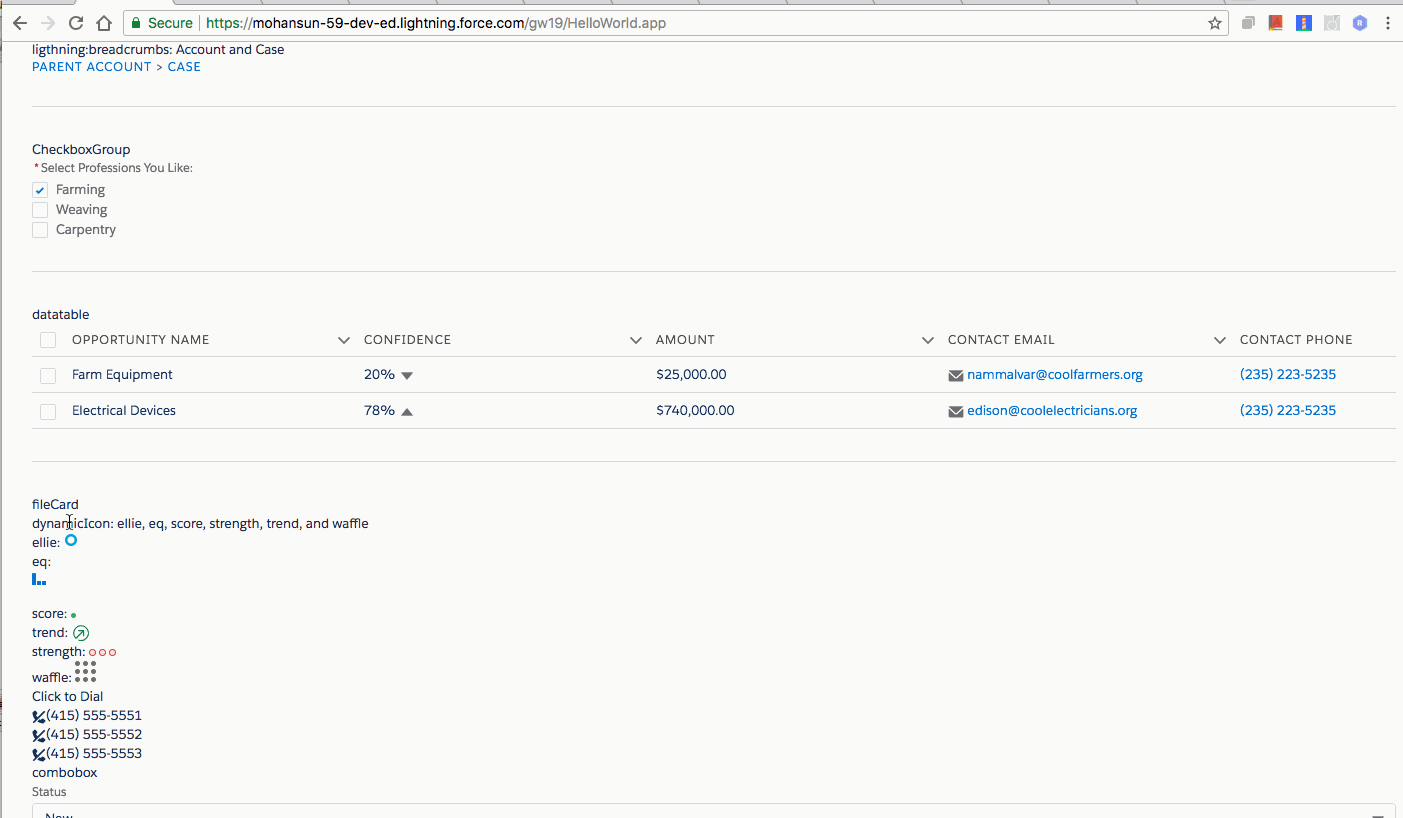 Secure https://mohansun-59-dev-ed.lightning.force.com/gw19/HelloWorld.app
ligthning:breadcrumbs: Account and Case
PARENT ACCOUNT > CASE
CheckboxGroup
*Select Professions You Like:
Farming
Weaving
Carpentry
datatable
OPPORTUNITY NAME CONFIDENCE AMOUNT CONTACT EMAIL CONTACT PHONE
Farm Equipment 20% $25,000.00 nammalvar@coolfarmers.org (235) 223-5235
Electrical Devices 78% $740,000.00 edison@coolelectricians.org (235) 223-5235
fileCard
dynamicIcon: ellie, eq, score, strength, trend, and waffle
ellie:
eq:
score:
trend:
strength:
waffle:
Click to Dial
(415) 555-5551
(415) 555-5552
(415) 555-5553
combobox
Status
New